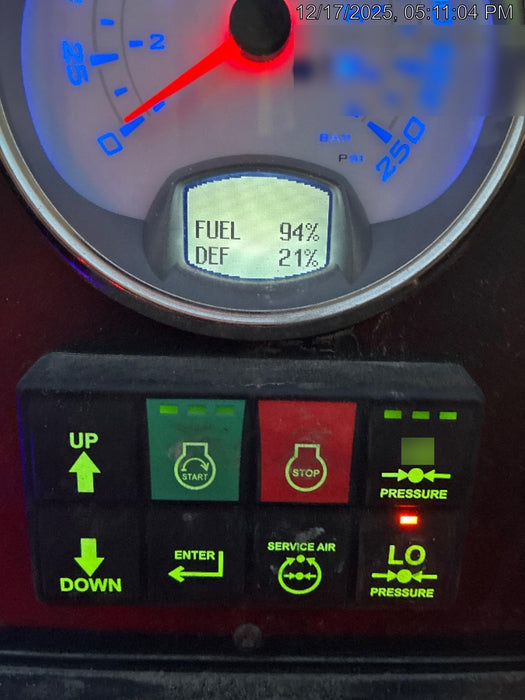 12/17/2025, 05:11:04 PM
2
25
0
BAR
PSI
250
FUEL 94%
DEF 21%
UP
START
STOP
PRESSURE
DOWN
ENTER
SERVICE AIR
LO
PRESSURE